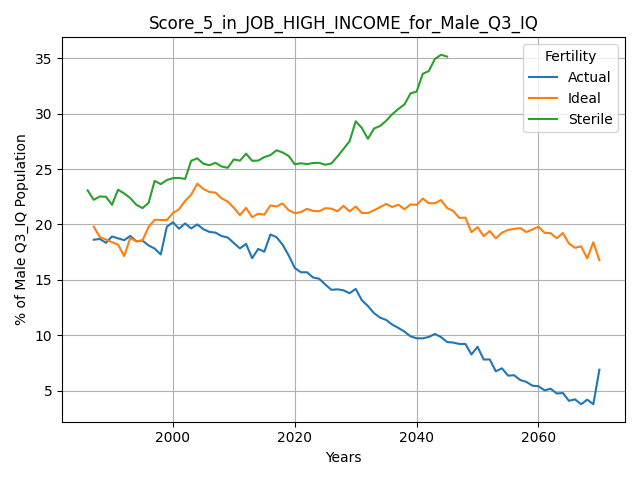 Score_5_in_JOB_HIGH_INCOME_for_Male_Q3_IQ
Fertility
Actual
Ideal
Sterile
% of Male Q3_IQ Population
35
30
25
20
15
10
5
2000 2020 2040 2060
Years